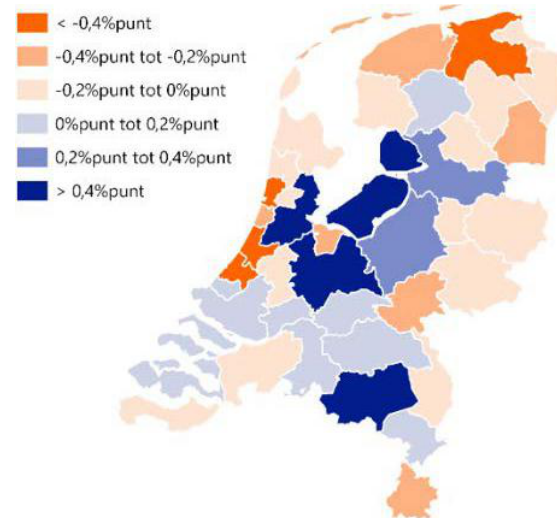 < -0,4%punt
-0,4%punt tot -0,2%punt
-0,2%punt tot 0%punt
0%punt tot 0,2%punt
0,2%punt tot 0,4%punt
> 0,4%punt